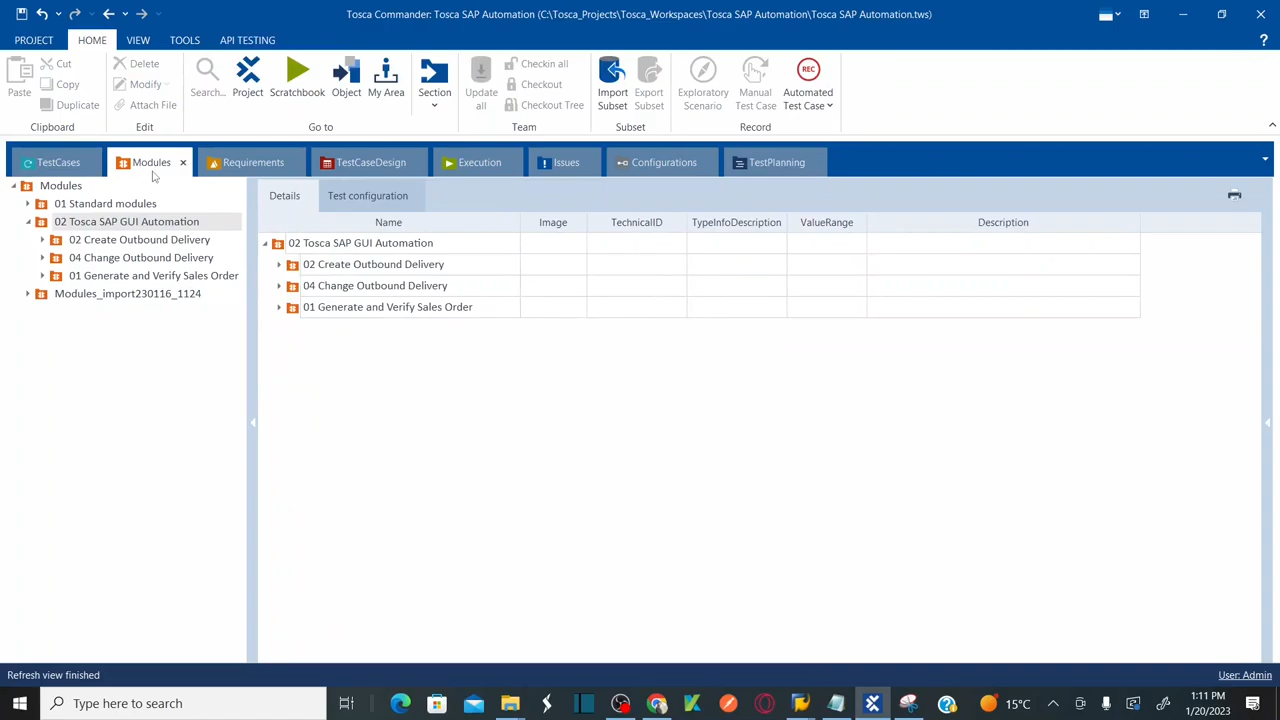 Tosca Commander: Tosca SAP Automation (C:\Tosca_Projects\Tosca_Workspaces\Tosca SAP Automation\Tosca SAP Automation.tws)
PROJECT HOME VIEW TOOLS API TESTING ?
Paste Cut Copy Duplicate
Clipboard
Delete Modify Attach File
Edit
Search... Project Scratchbook Object My Area Section
Go to
Update all Checkin all Checkout Checkout Tree
Team
Import Subset Export Subset
Subset
Exploratory Scenario Manual Test Case REC Automated Test Case
Record
TestCases Modules Requirements TestCaseDesign Execution Issues Configurations TestPlanning
Modules
01 Standard modules
02 Tosca SAP GUI Automation
02 Create Outbound Delivery
04 Change Outbound Delivery
01 Generate and Verify Sales Order
Modules_import230116_1124
Details Test configuration
Name Image TechnicalID TypeInfoDescription ValueRange Description
02 Tosca SAP GUI Automation
02 Create Outbound Delivery
04 Change Outbound Delivery
01 Generate and Verify Sales Order
Refresh view finished User: Admin
Type here to search 15°C 1:11 PM
1/20/2023